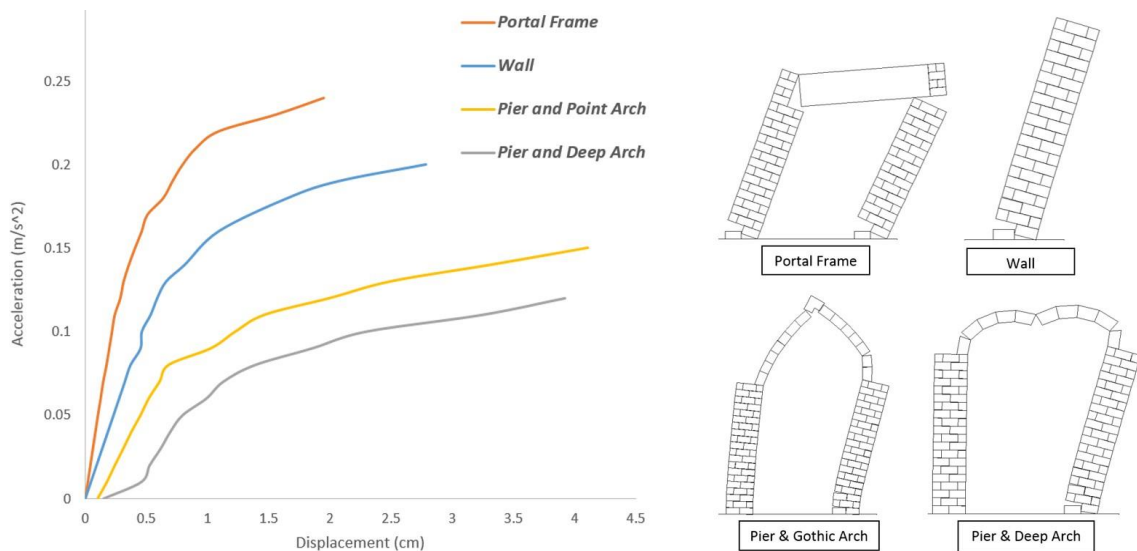 Portal Frame
Wall
Pier and Point Arch
Pier and Deep Arch
Acceleration (m/s^2)
0.25
0.2
0.15
0.1
0.05
0
0 0.5 1 1.5 2 2.5 3 3.5 4 4.5
Displacement (cm)
Portal Frame
Wall
Pier & Gothic Arch
Pier & Deep Arch